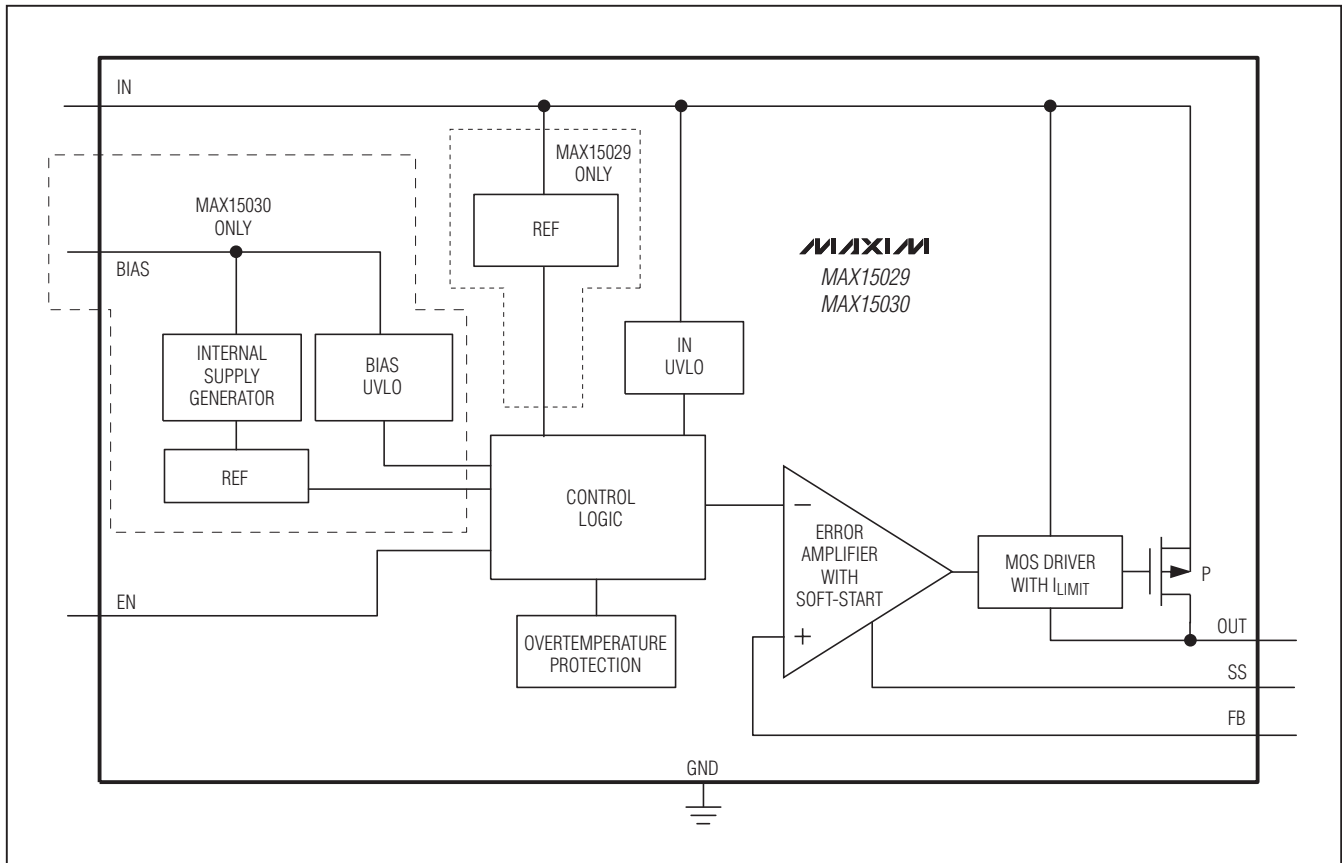 IN
MAX15029
ONLY
MAX15030
ONLY
REF
MAXIM
MAX15029
MAX15030
BIAS
INTERNAL
SUPPLY
GENERATOR
BIAS
UVLO
IN
UVLO
REF
CONTROL
LOGIC
−
ERROR
AMPLIFIER
WITH
SOFT-START
+
MOS DRIVER
WITH ILIMIT
P
EN
OVERTEMPERATURE
PROTECTION
OUT
SS
FB
GND